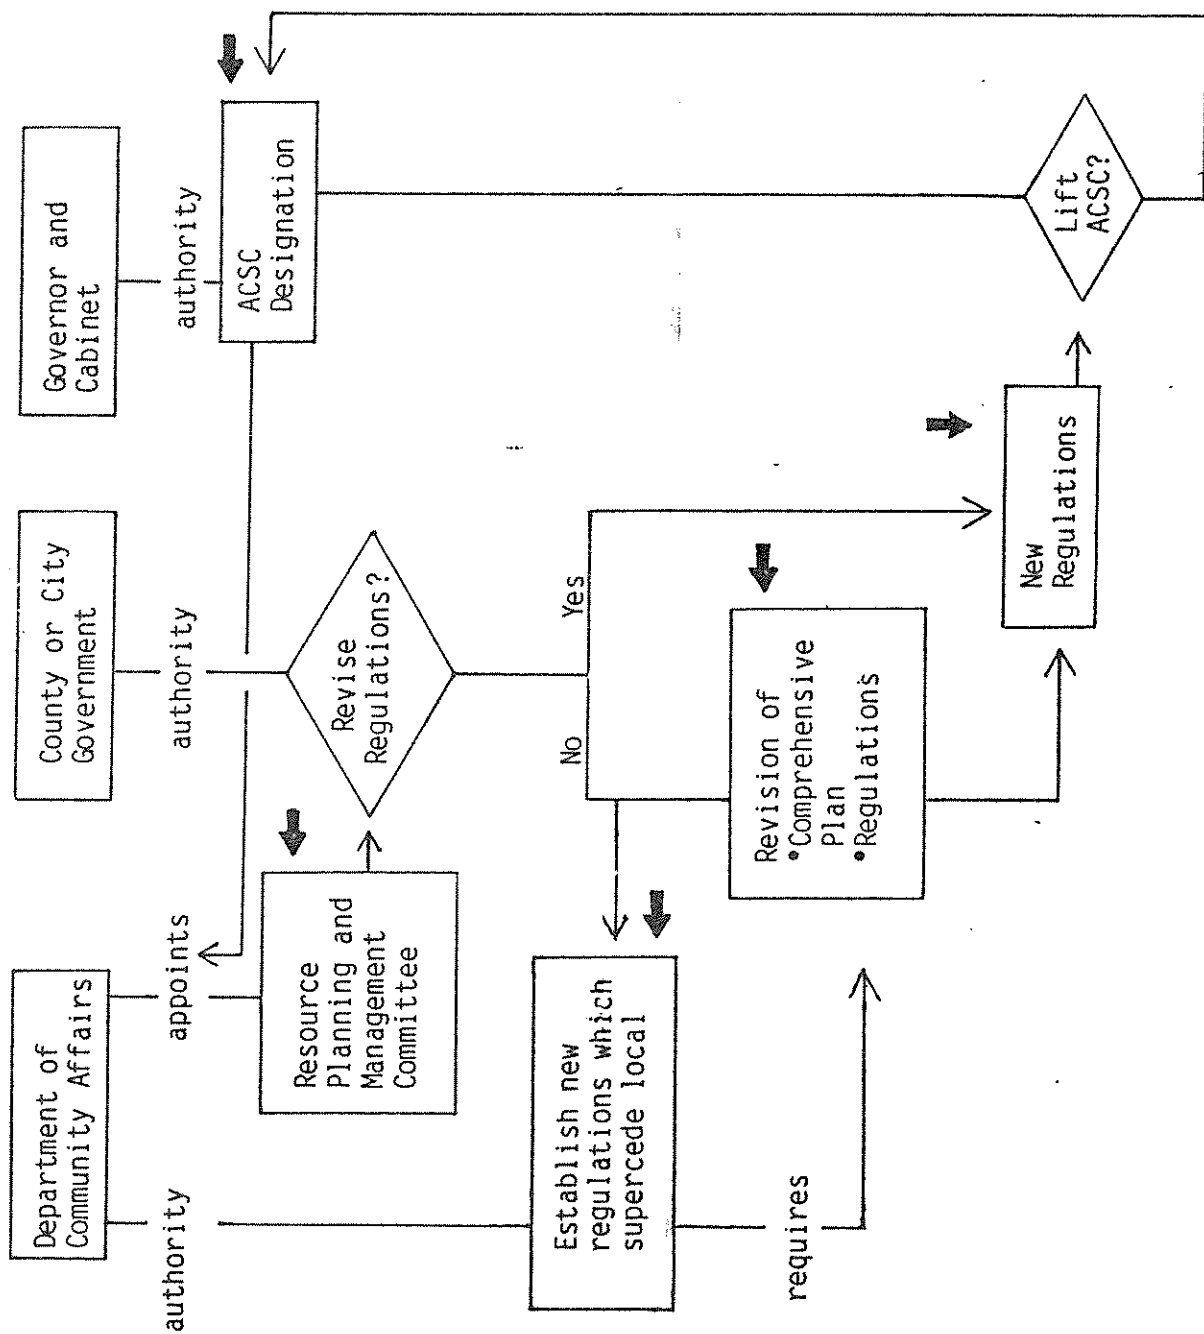 Department of
Community Affairs
County or City
Government
Governor and
Cabinet
authority
appoints
authority
authority
Resource
Planning and
Management
Committee
Revise
Regulations?
ACSC
Designation
No
Yes
Establish new
regulations which
supercede local
requires
Revision of
•Comprehensive
Plan
•Regulations
New
Regulations
Lift
ACSC?